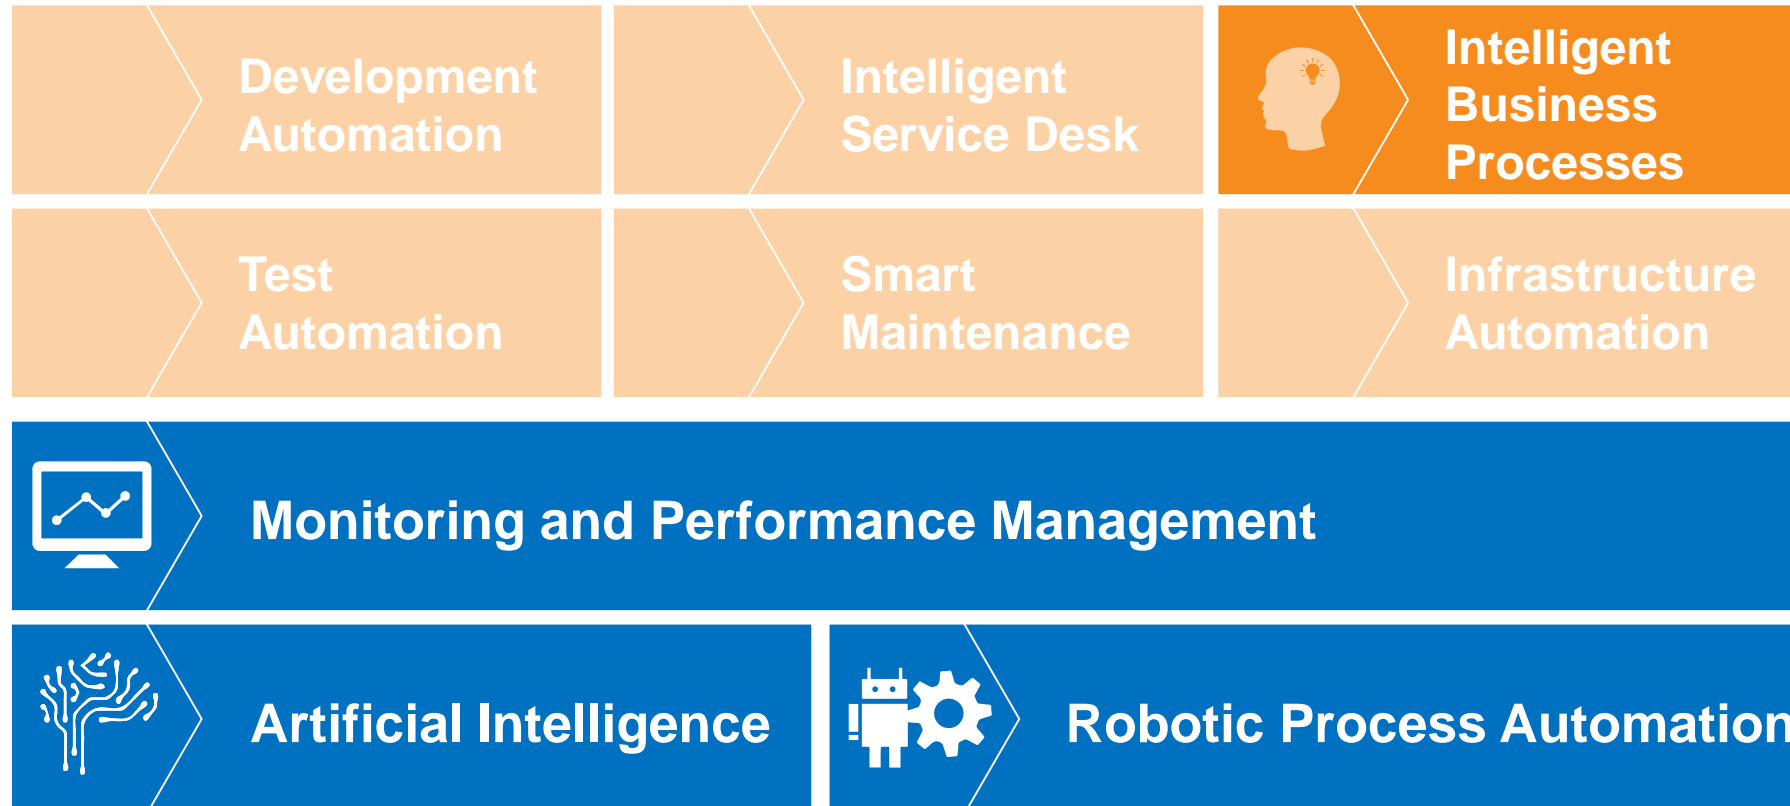 Development
Automation
Intelligent
Service Desk
Intelligent
Business
Processes
Test
Automation
Smart
Maintenance
Infrastructure
Automation
Monitoring and Performance Management
Artificial Intelligence
Robotic Process Automation